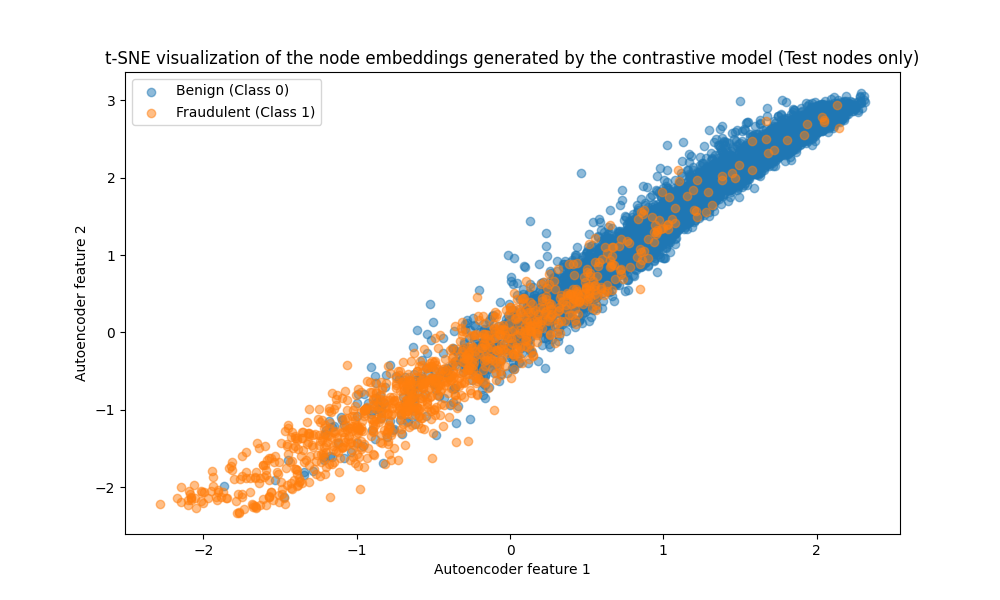 t-SNE visualization of the node embeddings generated by the contrastive model (Test nodes only)
Benign (Class 0)
Fraudulent (Class 1)
Autoencoder feature 2
3
2
1
0
−1
−2
−2
−1
0
1
2
Autoencoder feature 1